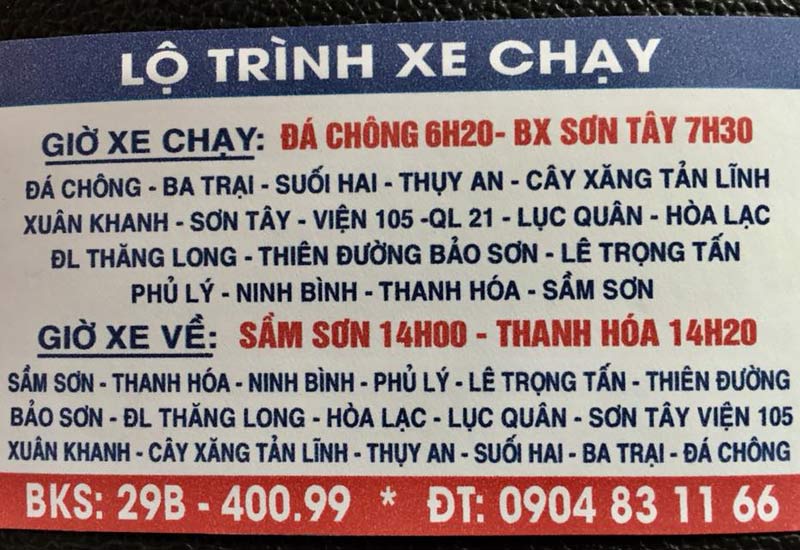 LỘ TRÌNH XE CHẠY
GIỜ XE CHẠY: ĐÁ CHÔNG 6H20- BX SƠN TÂY 7H30
ĐÁ CHÔNG - BA TRẠI - SUỐI HAI - THỤY AN - CÂY XĂNG TẢN LĨNH
XUÂN KHANH - SƠN TÂY - VIỆN 105 -QL 21 - LỤC QUÂN - HÒA LẠC
ĐL THĂNG LONG - THIÊN ĐƯỜNG BẢO SƠN - LÊ TRỌNG TẤN
PHỦ LÝ - NINH BÌNH - THANH HÓA - SẦM SƠN
GIỜ XE VỀ: SẦM SƠN 14H00 - THANH HÓA 14H20
SẦM SƠN - THANH HÓA - NINH BÌNH - PHỦ LÝ - LÊ TRỌNG TẤN - THIÊN ĐƯỜNG
BẢO SƠN - ĐL THĂNG LONG - HÒA LẠC - LỤC QUÂN - SƠN TÂY VIỆN 105
XUÂN KHANH - CÂY XĂNG TẢN LĨNH - THỤY AN - SUỐI HAI - BA TRẠI - ĐÁ CHÔNG
BKS: 29B - 400.99 * ĐT: 0904 83 11 66